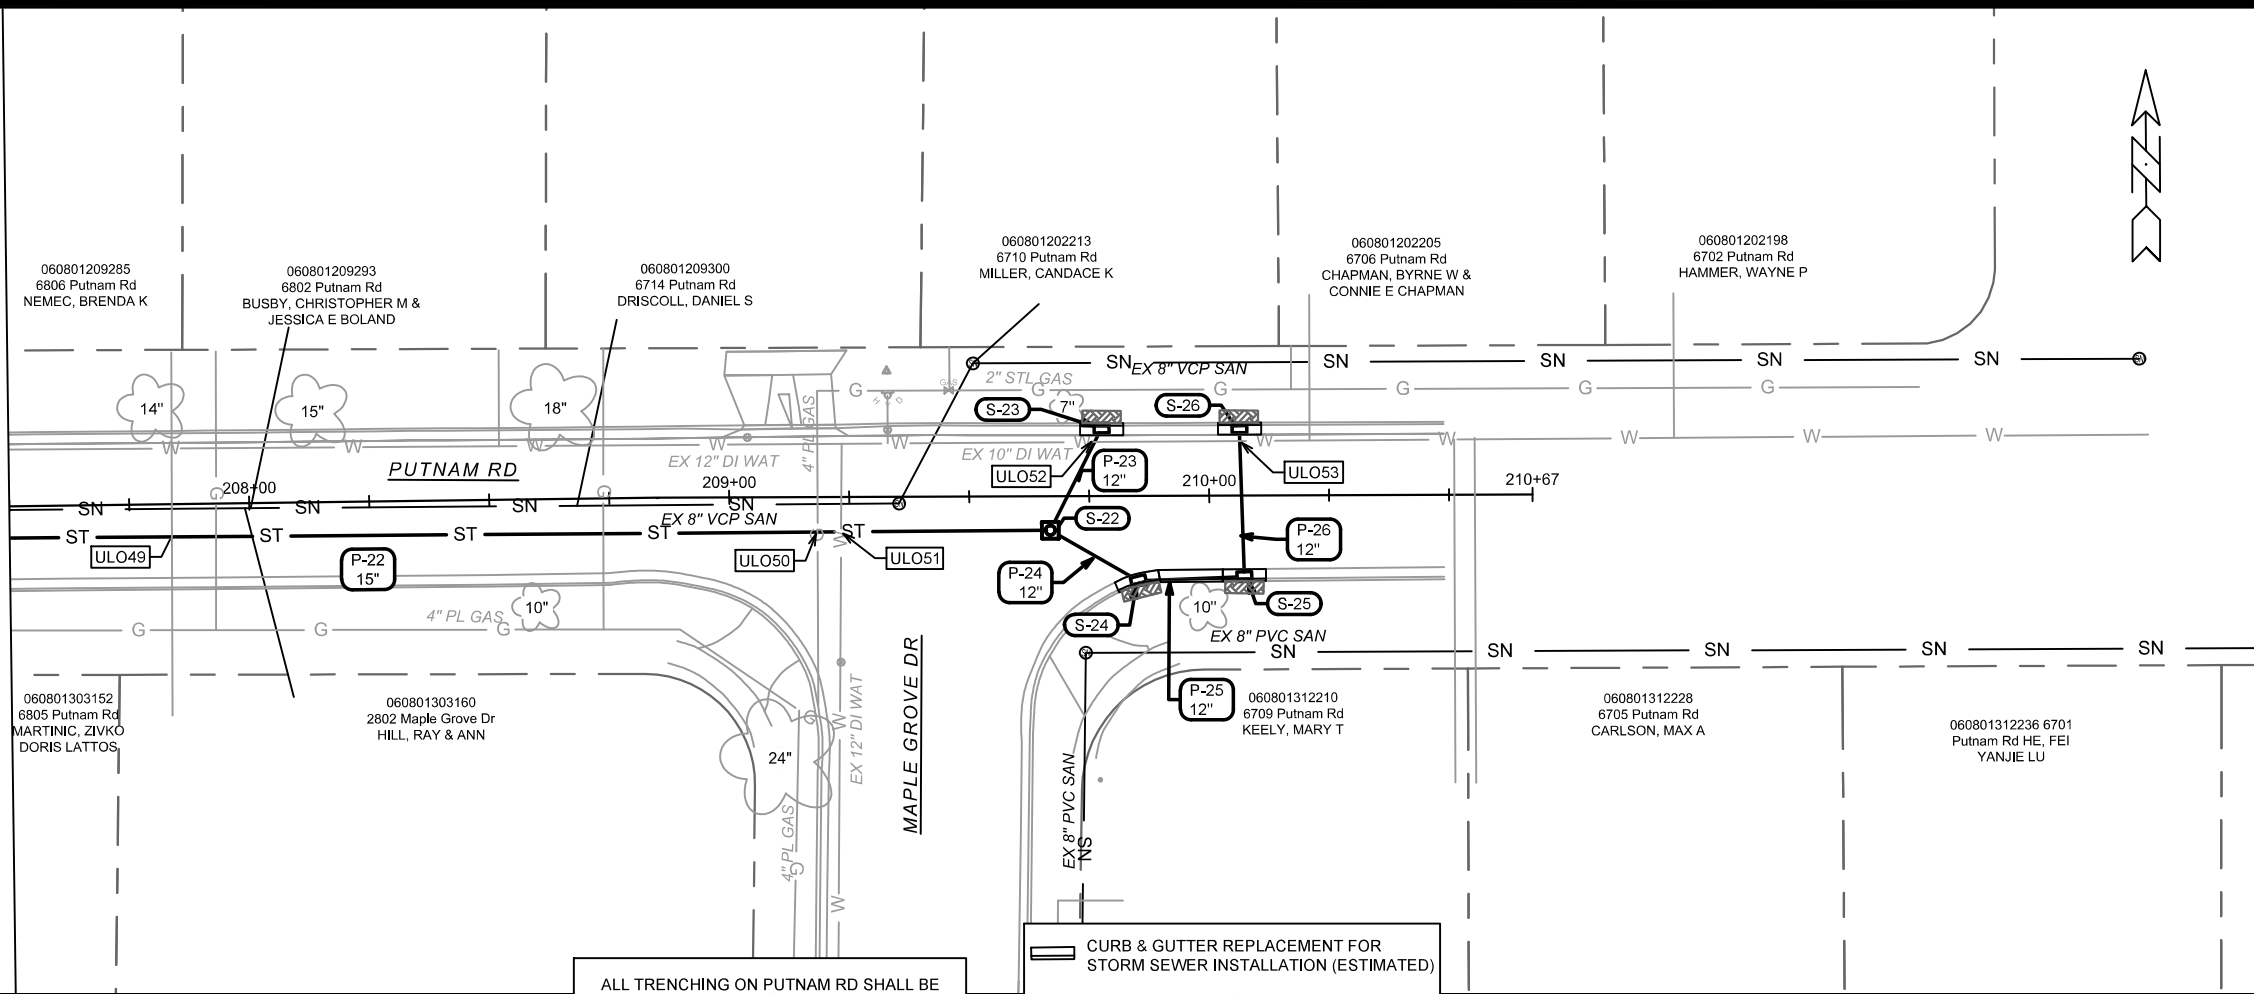 060801209285
6806 Putnam Rd
NEMEC, BRENDA K
060801209293
6802 Putnam Rd
BUSBY, CHRISTOPHER M &
JESSICA E BOLAND
060801209300
6714 Putnam Rd
DRISCOLL, DANIEL S
060801202213
6710 Putnam Rd
MILLER, CANDACE K
060801202205
6706 Putnam Rd
CHAPMAN, BYRNE W &
CONNIE E CHAPMAN
060801202198
6702 Putnam Rd
HAMMER, WAYNE P
N
SN SN SN SN SN
EX 8" VCP SAN
2" STL GAS
G G G G G G
GAS
14"
15"
18"
7"
4" PL GAS
S-23
S-26
W W W W W W W W W W W
EX 12" DI WAT
EX 10" DI WAT
PUTNAM RD
ULO52
P-23
12"
ULO53
208+00
209+00
210+00
210+67
G G
SN SN SN SN
EX 8" VCP SAN
S-22
ST ST ST ST ST
G W
ULO49
P-22
15"
ULO50
ULO51
P-24
12"
P-26
12"
10"
10"
S-24
S-25
4" PL GAS
G G G
EX 8" PVC SAN
SN SN SN SN SN
MAPLE GROVE DR
P-25
12"
060801303152
6805 Putnam Rd
MARTINIC, ZIVKO
DORIS LATTOS
060801303160
2802 Maple Grove Dr
HILL, RAY & ANN
060801312210
6709 Putnam Rd
KEELY, MARY T
060801312228
6705 Putnam Rd
CARLSON, MAX A
060801312236 6701
Putnam Rd HE, FEI
YANJIE LU
G W
EX 12" DI WAT
24"
4" PL GAS
G
W
EX 8" PVC SAN
SN
CURB & GUTTER REPLACEMENT FOR
STORM SEWER INSTALLATION (ESTIMATED)
ALL TRENCHING ON PUTNAM RD SHALL BE